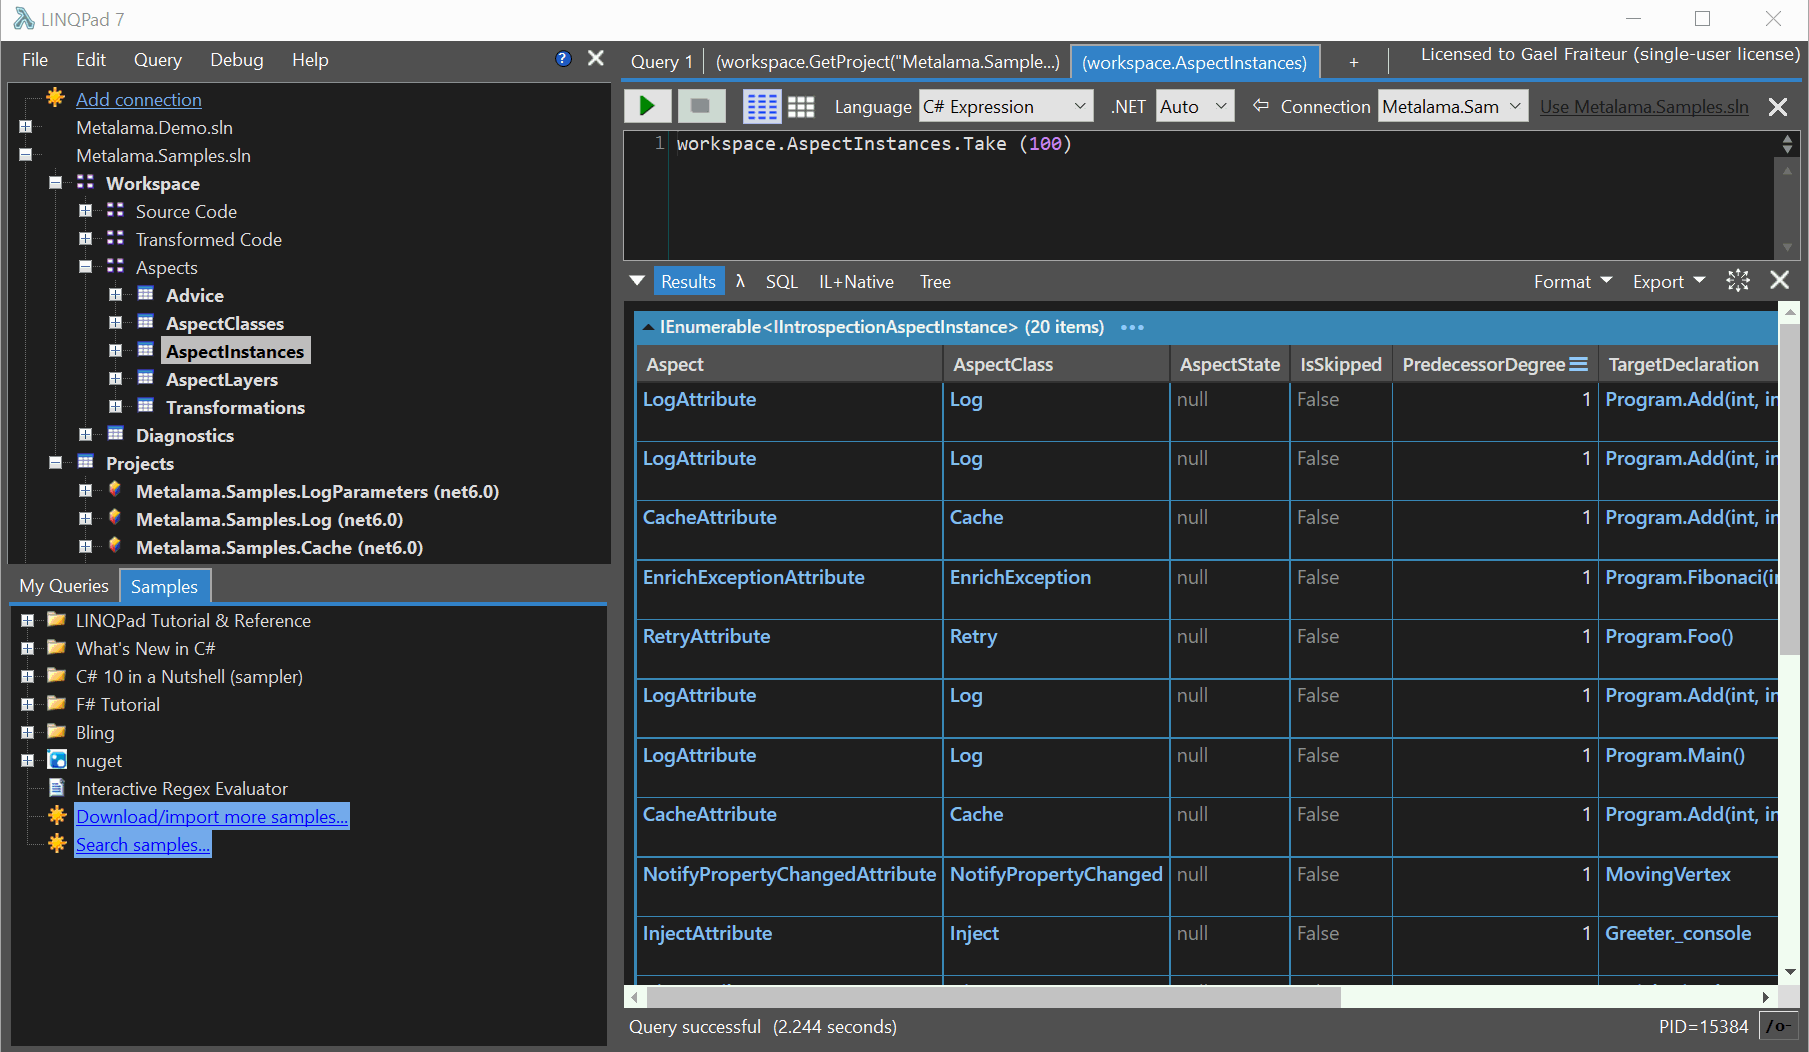 LINQPad 7
File Edit Query Debug Help
Add connection
Metalama.Demo.sln
Metalama.Samples.sln
Workspace
Source Code
Transformed Code
Aspects
Advice
AspectClasses
AspectInstances
AspectLayers
Transformations
Diagnostics
Projects
Metalama.Samples.LogParameters (net6.0)
Metalama.Samples.Log (net6.0)
Metalama.Samples.Cache (net6.0)
My Queries Samples
LINQPad Tutorial & Reference
What's New in C#
C# 10 in a Nutshell (sampler)
F# Tutorial
Bling
nuget
Interactive Regex Evaluator
Download/import more samples...
Search samples...
Query 1 (workspace.GetProject("Metalama.Sample...) (workspace.AspectInstances) + Licensed to Gael Fraiteur (single-user license)
Language C# Expression .NET Auto Connection Metalama.Sam Use Metalama.Samples.sln
1 workspace.AspectInstances.Take (100)
Results λ SQL IL+Native Tree Format Export
IEnumerable<IIntrospectionAspectInstance> (20 items) •••
Aspect AspectClass AspectState IsSkipped PredecessorDegree TargetDeclaration
LogAttribute Log null False 1 Program.Add(int, in
LogAttribute Log null False 1 Program.Add(int, in
CacheAttribute Cache null False 1 Program.Add(int, in
EnrichExceptionAttribute EnrichException null False 1 Program.Fibonaci(in
RetryAttribute Retry null False 1 Program.Foo()
LogAttribute Log null False 1 Program.Add(int, in
LogAttribute Log null False 1 Program.Main()
CacheAttribute Cache null False 1 Program.Add(int, in
NotifyPropertyChangedAttribute NotifyPropertyChanged null False 1 MovingVertex
InjectAttribute Inject null False 1 Greeter._console
Query successful (2.244 seconds) PID=15384 /o-